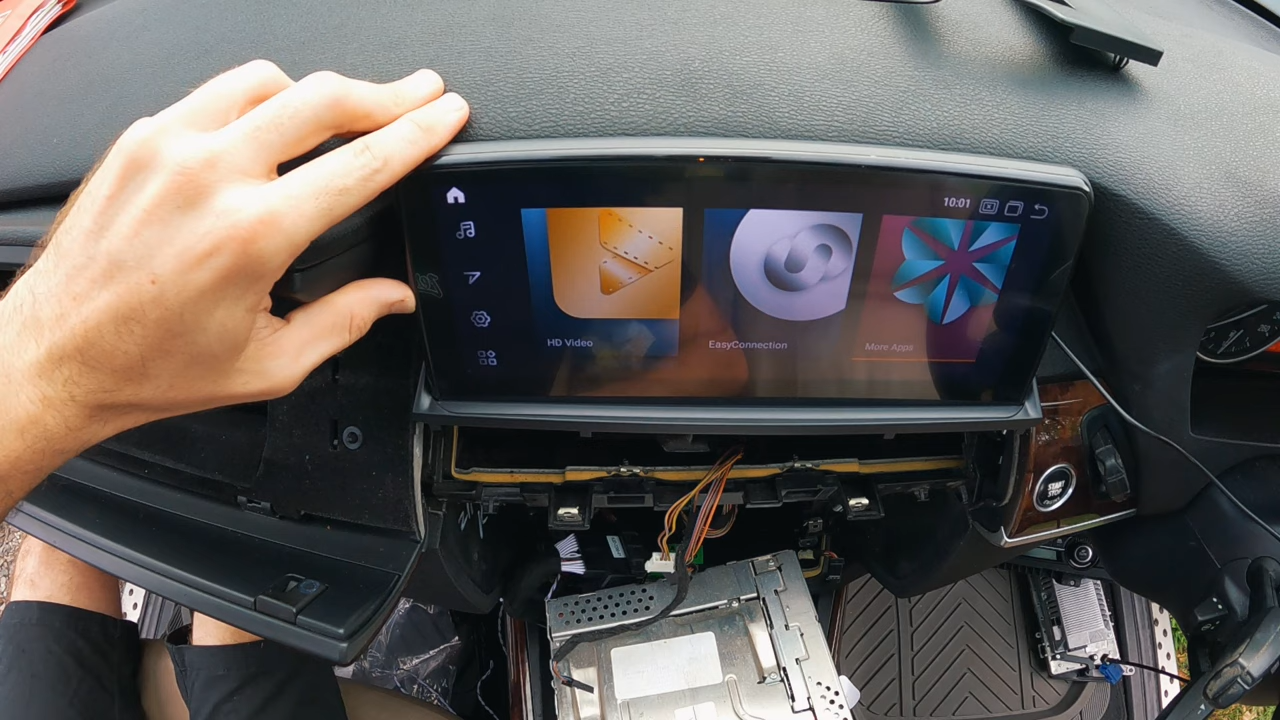 10:01
HD Video
EasyConnection
More Apps
START
STOP